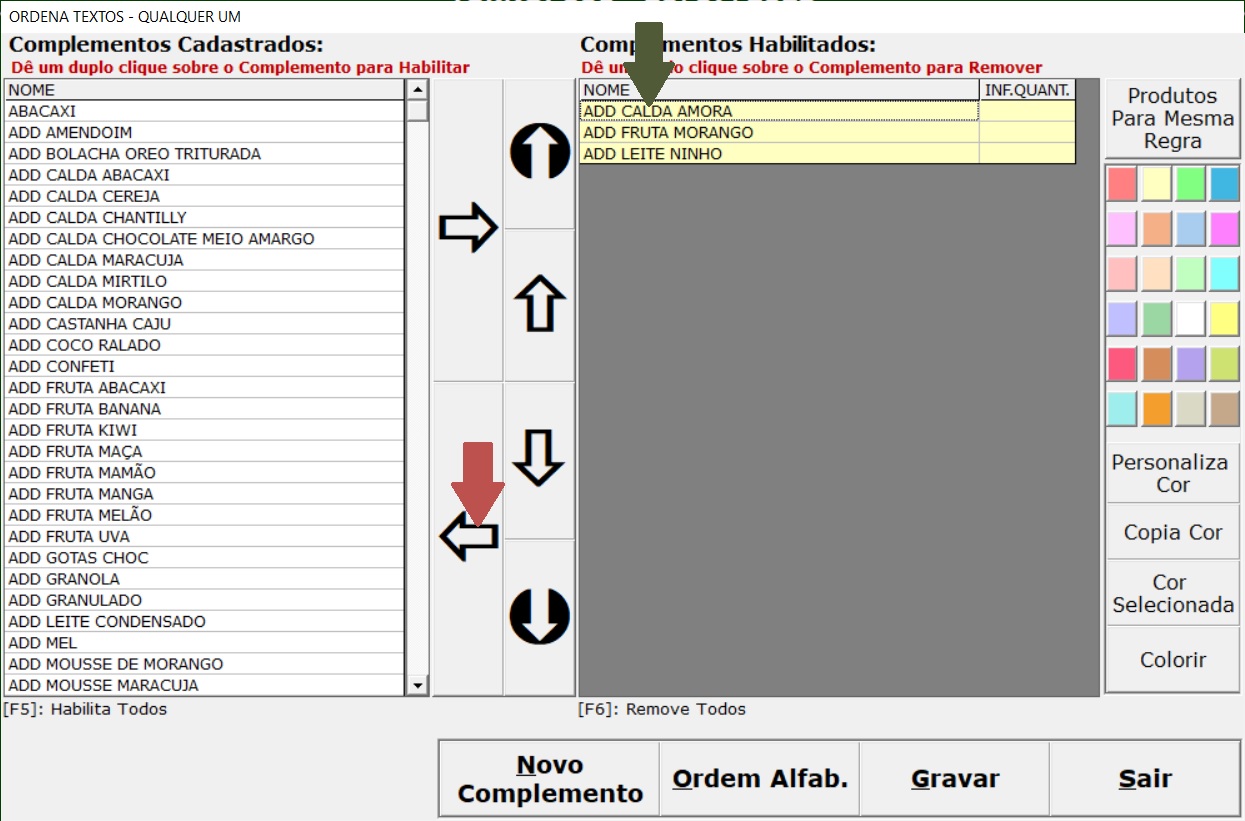 ORDENA TEXTOS - QUALQUER UM
Complementos Cadastrados:
Dê um duplo clique sobre o Complemento para Habilitar
NOME
ABACAXI
ADD AMENDOIM
ADD BOLACHA OREO TRITURADA
ADD CALDA ABACAXI
ADD CALDA CEREJA
ADD CALDA CHANTILLY
ADD CALDA CHOCOLATE MEIO AMARGO
ADD CALDA MARACUJA
ADD CALDA MIRTILO
ADD CALDA MORANGO
ADD CASTANHA CAJU
ADD COCO RALADO
ADD CONFETI
ADD FRUTA ABACAXI
ADD FRUTA BANANA
ADD FRUTA KIWI
ADD FRUTA MAÇA
ADD FRUTA MAMÃO
ADD FRUTA MANGA
ADD FRUTA MELÃO
ADD FRUTA UVA
ADD GOTAS CHOC
ADD GRANOLA
ADD GRANULADO
ADD LEITE CONDENSADO
ADD MEL
ADD MOUSSE DE MORANGO
ADD MOUSSE MARACUJA
[F5]: Habilita Todos
Complementos Habilitados:
Dê um duplo clique sobre o Complemento para Remover
NOME INF.QUANT.
ADD CALDA AMORA
ADD FRUTA MORANGO
ADD LEITE NINHO
[F6]: Remove Todos
Produtos
Para Mesma
Regra
Personaliza
Cor
Copia Cor
Cor
Selecionada
Colorir
Novo
Complemento
Ordem Alfab.
Gravar
Sair